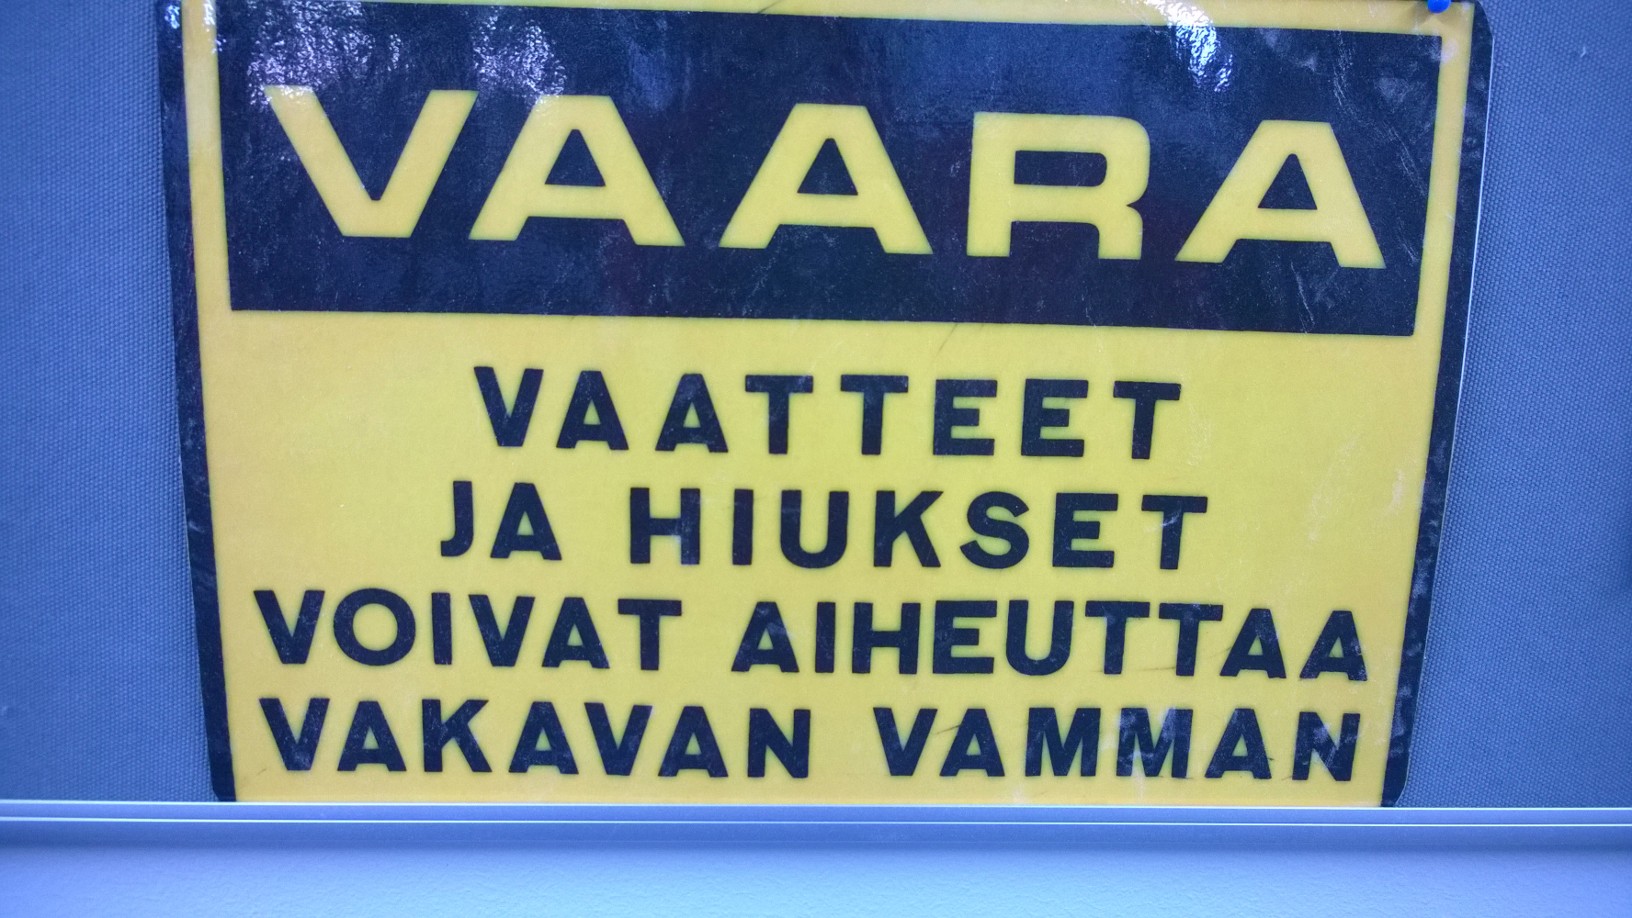 VAARA
VAATTEET
JA HIUKSET
VOIVAT AIHEUTTAA
VAKAVAN VAMMAN